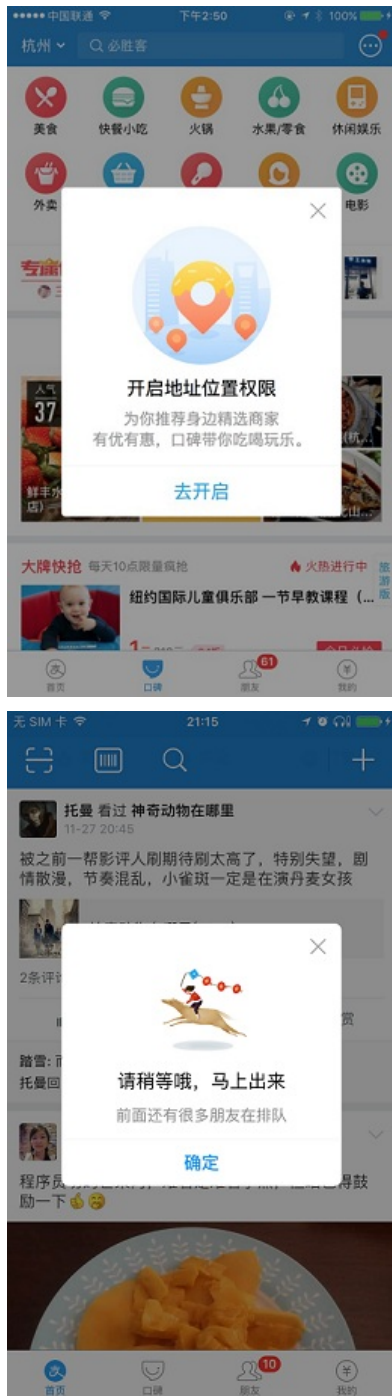 中国联通 下午2:50 100%
杭州 必胜客
美食 快餐小吃 火锅 水果/零食 休闲娱乐
外卖 电影
人气
37
开启地址位置权限
为你推荐身边精选商家
有优有惠，口碑带你吃喝玩乐。
鲜丰水
店）
去开启
大牌快抢 每天10点限量疯抢 火热进行中
旅游版
纽约国际儿童俱乐部 一节早教课程（...
61
首页 口碑 朋友 我的
无 SIM 卡 21:15
托曼 看过 神奇动物在哪里
11-27 20:45
被之前一帮影评人刷期待刷太高了，特别失望，剧
情散漫，节奏混乱，小雀斑一定是在演丹麦女孩
2条评
赏
踏雪:
托曼回
请稍等哦，马上出来
前面还有很多朋友在排队
确定
程序员
得鼓
励一下
10
首页 口碑 朋友 我的